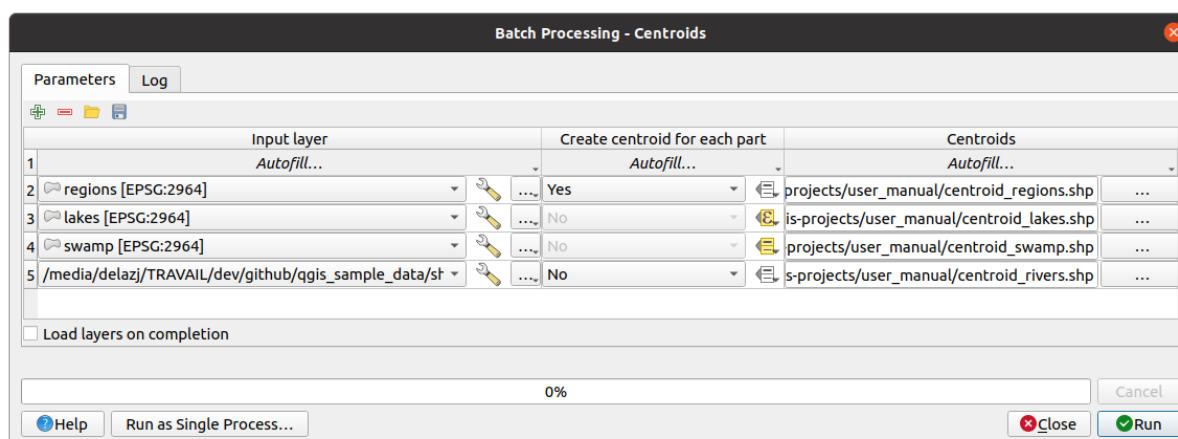 Batch Processing - Centroids
Parameters Log
Input layer Create centroid for each part Centroids
1 Autofill... Autofill... Autofill...
2 regions [EPSG:2964] ... Yes projects/user_manual/centroid_regions.shp ...
3 lakes [EPSG:2964] ... No ε is-projects/user_manual/centroid_lakes.shp ...
4 swamp [EPSG:2964] ... No projects/user_manual/centroid_swamp.shp ...
5 /media/delazj/TRAVAIL/dev/github/qgis_sample_data/sh ... No s-projects/user_manual/centroid_rivers.shp ...
Load layers on completion
0% Cancel
Help Run as Single Process... Close Run